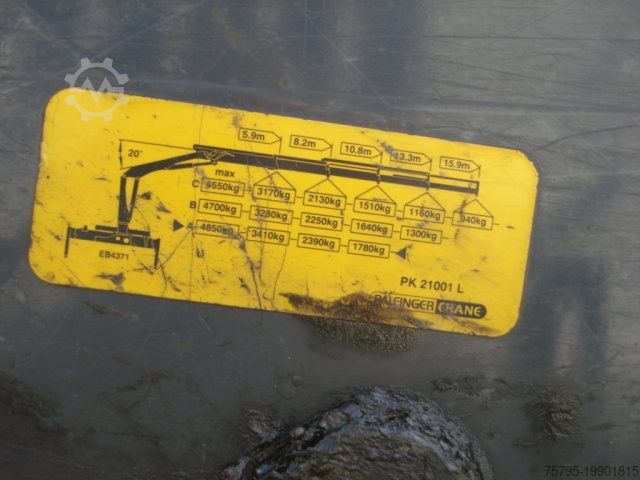 5.9m 8.2m 10.8m 13.3m 15.9m
20°
max
C 4550kg 3170kg 2130kg 1510kg 1160kg 940kg
B 4700kg 3280kg 2250kg 1640kg 1300kg
A 4850kg 3410kg 2390kg 1780kg
EB4371
PK 21001 L
PALFINGER CRANE
75795-19901815